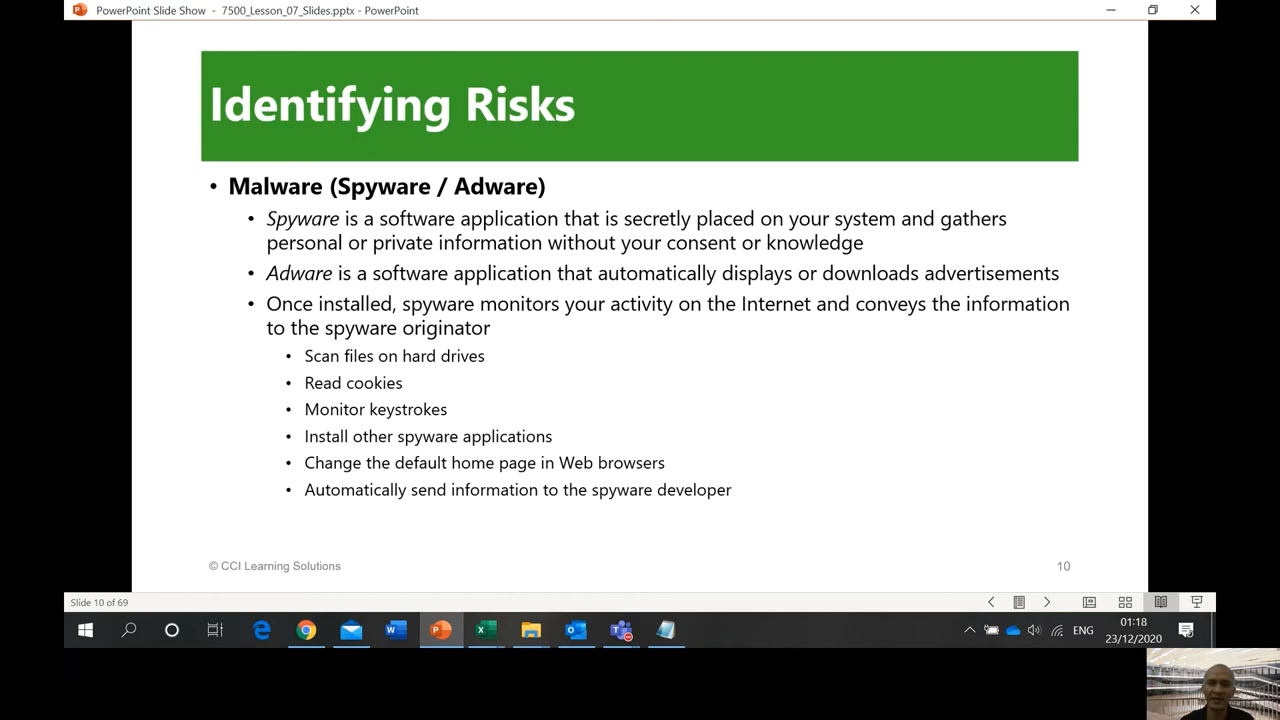 PowerPoint Slide Show - 7500_Lesson_07_Slides.pptx - PowerPoint
Identifying Risks
• Malware (Spyware / Adware)
• Spyware is a software application that is secretly placed on your system and gathers
personal or private information without your consent or knowledge
• Adware is a software application that automatically displays or downloads advertisements
• Once installed, spyware monitors your activity on the Internet and conveys the information
to the spyware originator
• Scan files on hard drives
• Read cookies
• Monitor keystrokes
• Install other spyware applications
• Change the default home page in Web browsers
• Automatically send information to the spyware developer
© CCI Learning Solutions
10
Slide 10 of 69
ENG
01:18
23/12/2020